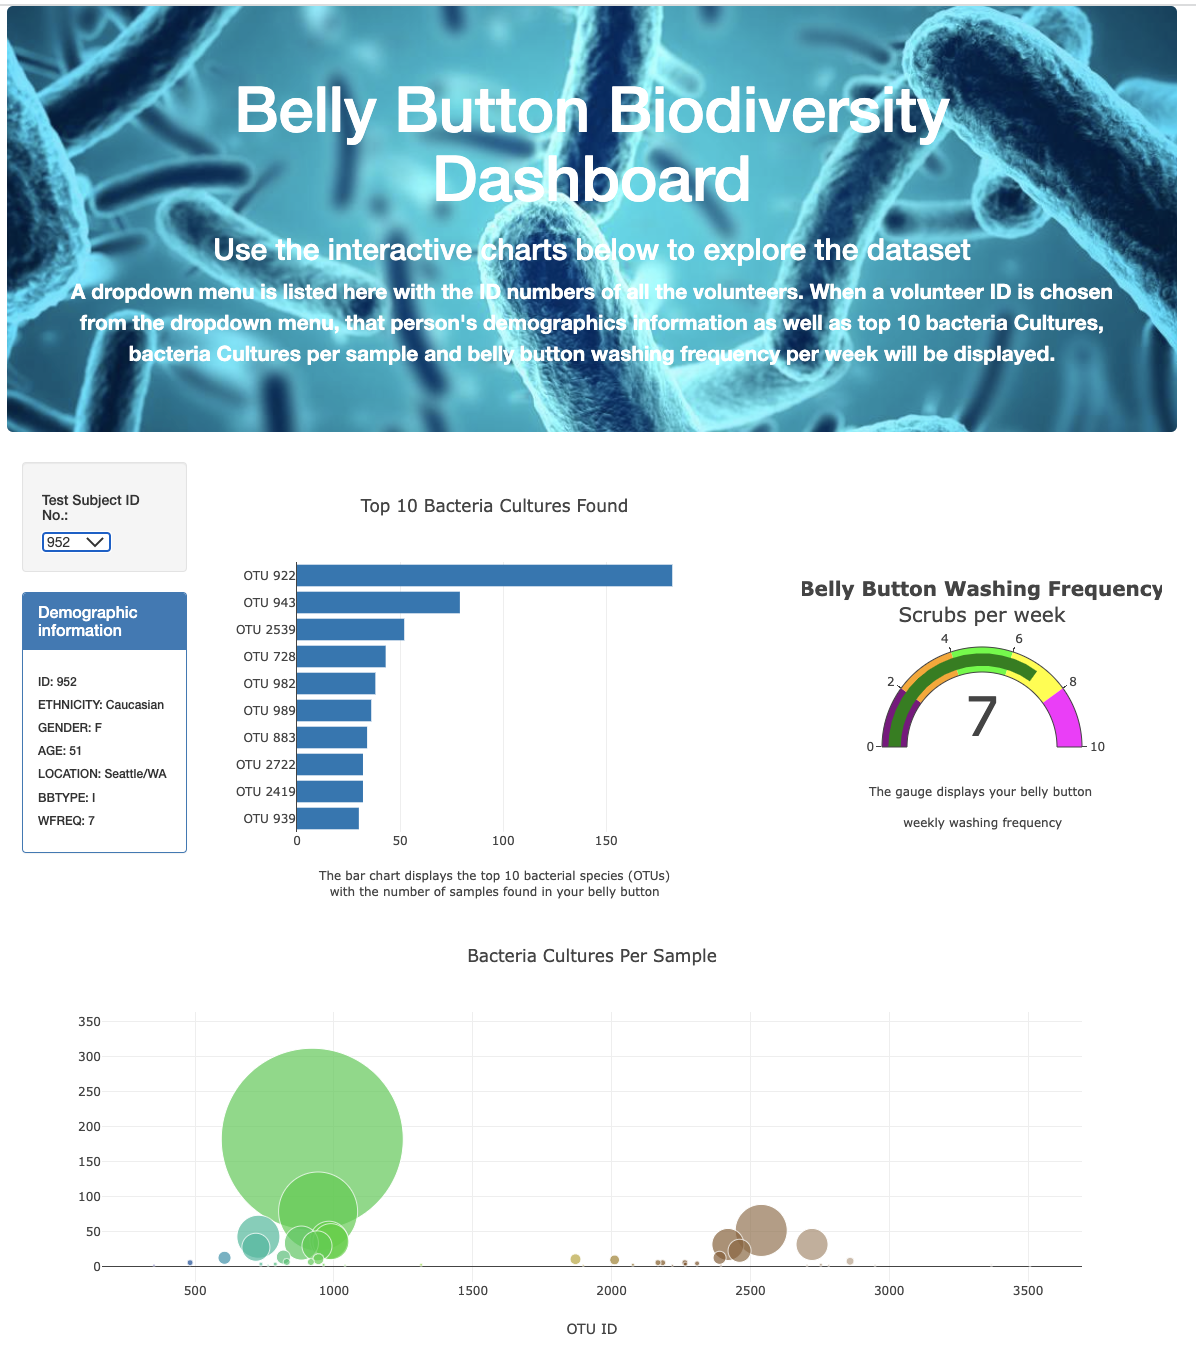 Belly Button Biodiversity
Dashboard
Use the interactive charts below to explore the dataset
A dropdown menu is listed here with the ID numbers of all the volunteers. When a volunteer ID is chosen
from the dropdown menu, that person's demographics information as well as top 10 bacteria Cultures,
bacteria Cultures per sample and belly button washing frequency per week will be displayed.
Test Subject ID
No.:
952
Demographic
information
ID: 952
ETHNICITY: Caucasian
GENDER: F
AGE: 51
LOCATION: Seattle/WA
BBTYPE: I
WFREQ: 7
Top 10 Bacteria Cultures Found
OTU 922
OTU 943
OTU 2539
OTU 728
OTU 982
OTU 989
OTU 883
OTU 2722
OTU 2419
OTU 939
0 50 100 150
The bar chart displays the top 10 bacterial species (OTUs)
with the number of samples found in your belly button
Belly Button Washing Frequency
Scrubs per week
4 6
2 8
7
0 10
The gauge displays your belly button
weekly washing frequency
Bacteria Cultures Per Sample
350
300
250
200
150
100
50
0
500 1000 1500 2000 2500 3000 3500
OTU ID